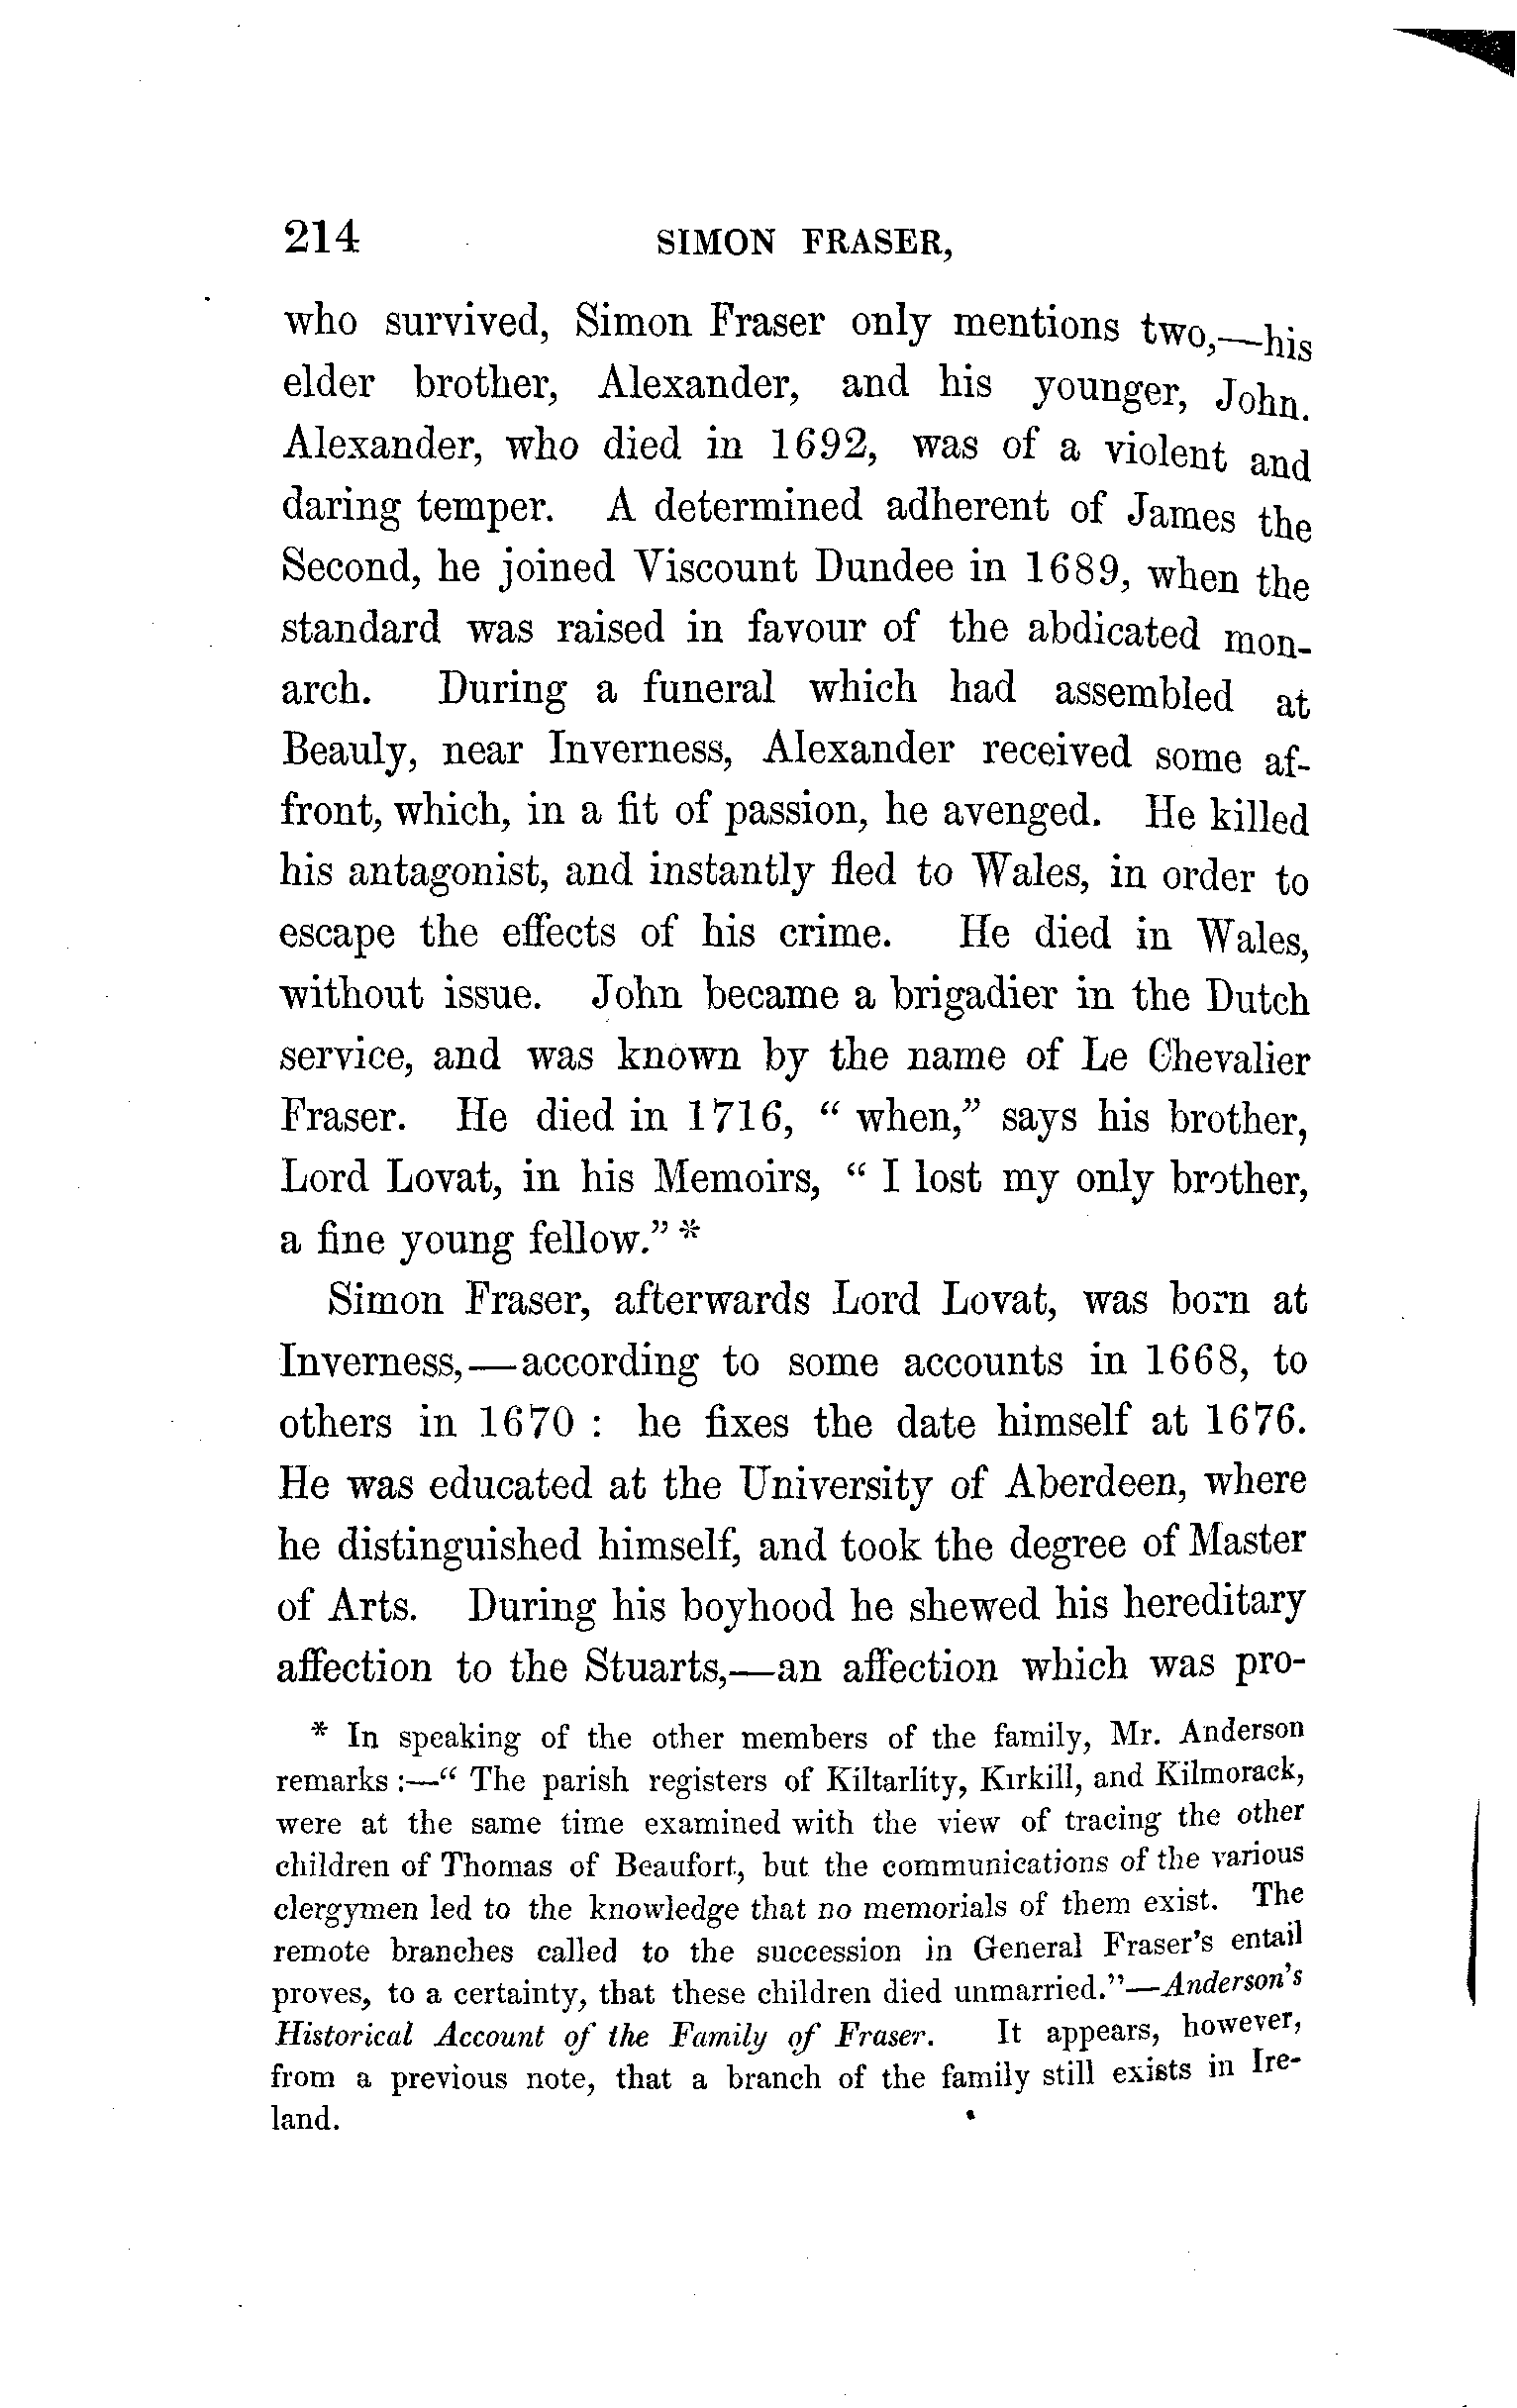 214 SIMON FRASER,
who survived, Simon Fraser only mentions two,—his
elder brother, Alexander, and his younger, John.
Alexander, who died in 1692, was of a violent and
daring temper. A determined adherent of James the
Second, he joined Viscount Dundee in 1689, when the
standard was raised in favour of the abdicated mon-
arch. During a funeral which had assembled at
Beauly, near Inverness, Alexander received some af-
front, which, in a fit of passion, he avenged. He killed
his antagonist, and instantly fled to Wales, in order to
escape the effects of his crime. He died in Wales,
without issue. John became a brigadier in the Dutch
service, and was known by the name of Le Chevalier
Fraser. He died in 1716, “ when,” says his brother,
Lord Lovat, in his Memoirs, “ I lost my only brother,
a fine young fellow.” *
Simon Fraser, afterwards Lord Lovat, was born at
Inverness,—according to some accounts in 1668, to
others in 1670 : he fixes the date himself at 1676.
He was educated at the University of Aberdeen, where
he distinguished himself, and took the degree of Master
of Arts. During his boyhood he shewed his hereditary
affection to the Stuarts,—an affection which was pro-
* In speaking of the other members of the family, Mr. Anderson
remarks :—“ The parish registers of Kiltarlity, Kirkill, and Kilmorack,
were at the same time examined with the view of tracing the other
children of Thomas of Beaufort, but the communications of the various
clergymen led to the knowledge that no memorials of them exist. The
remote branches called to the succession in General Fraser’s entail
proves, to a certainty, that these children died unmarried.”—Anderson’s
Historical Account of the Family of Fraser. It appears, however,
from a previous note, that a branch of the family still exists in Ire-
land.